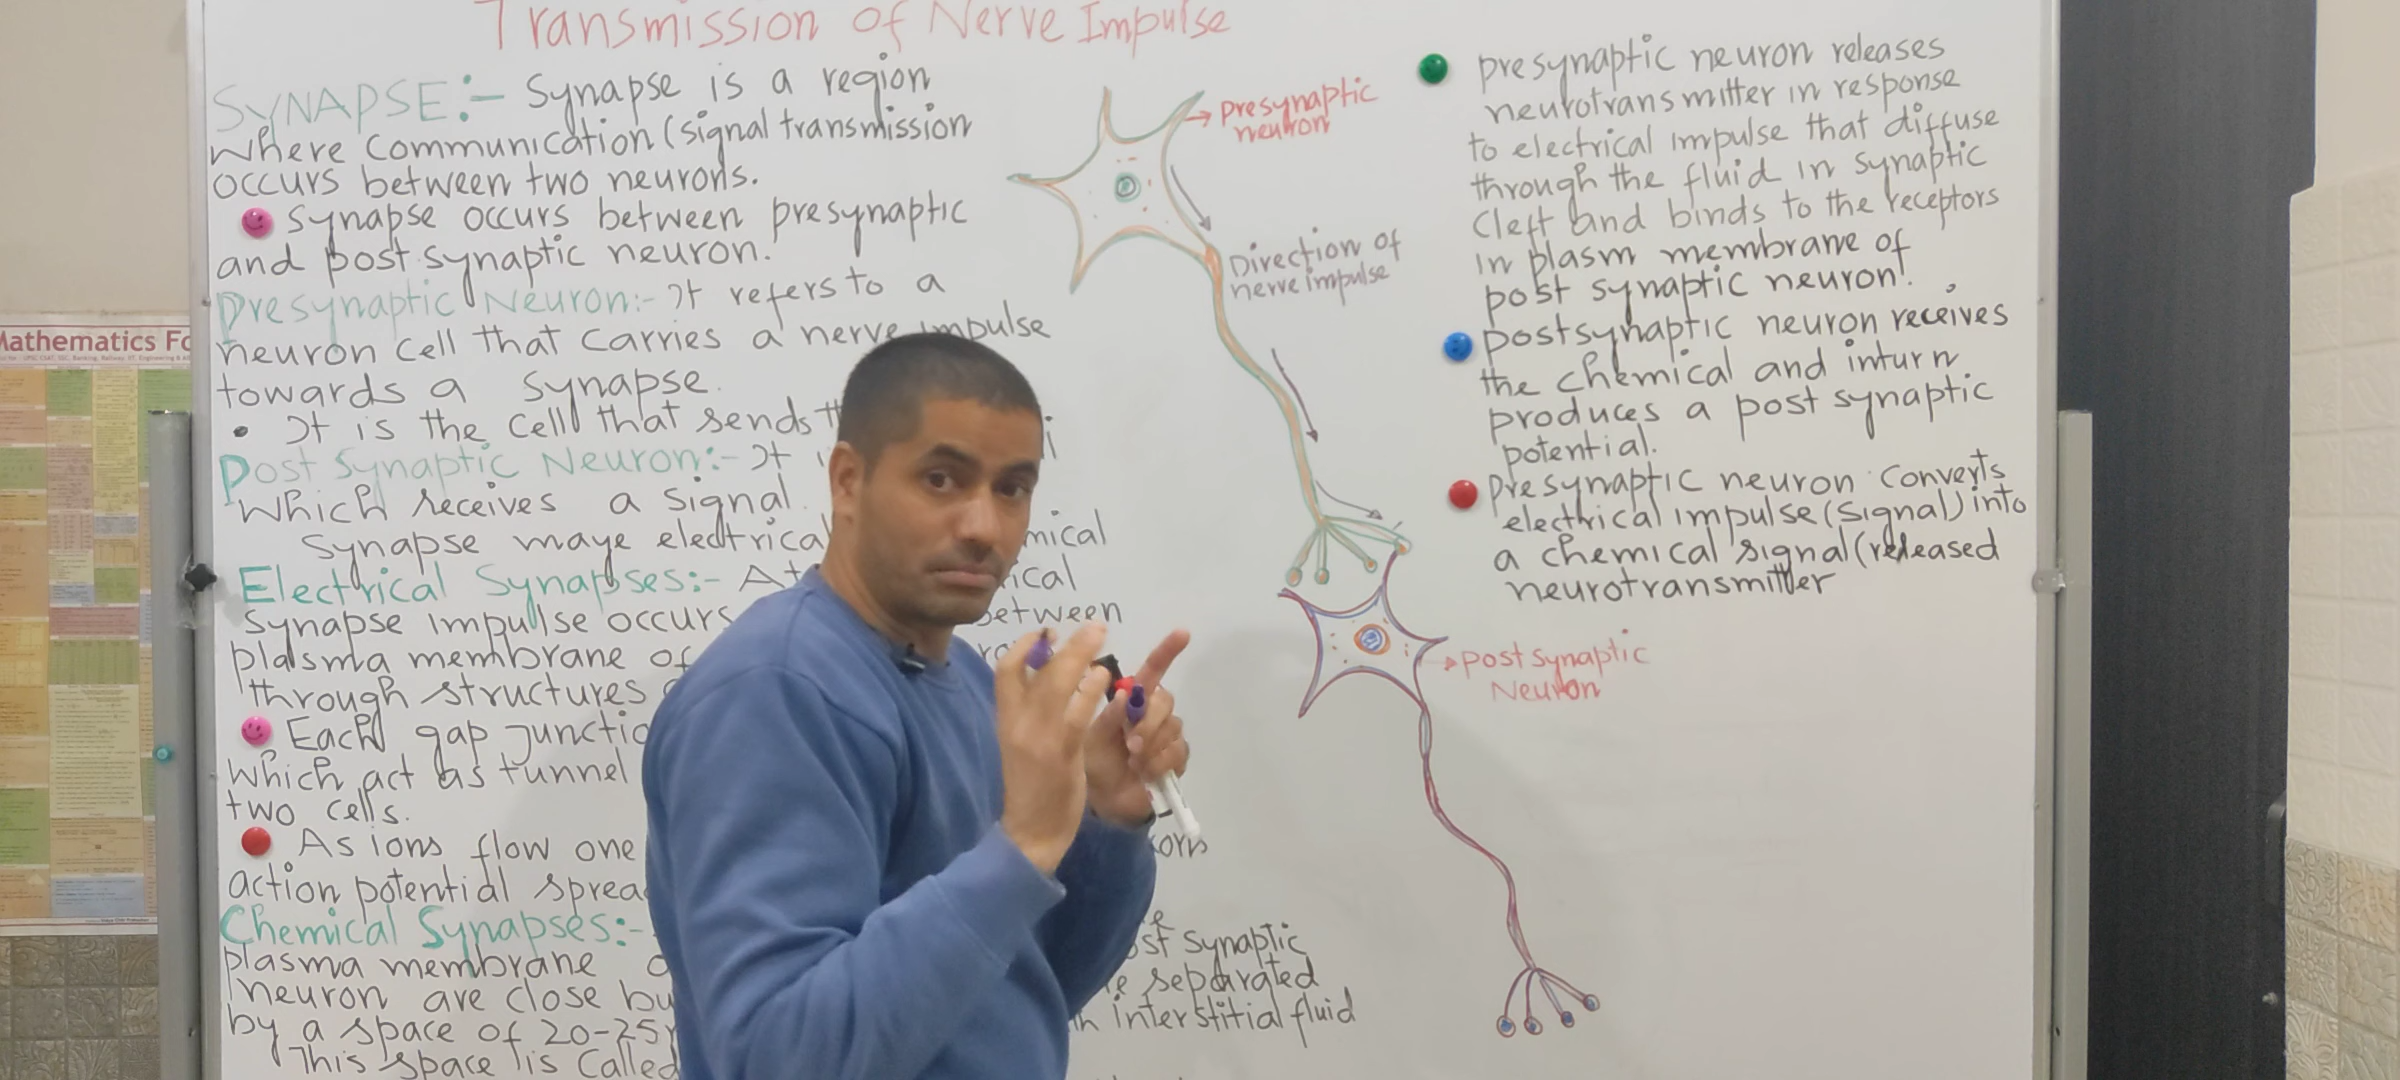 Transmission of Nerve Impulse
SYNAPSE:- Synapse is a region
where communication (signal transmission
occurs between two neurons.
Synapse occurs between presynaptic
and post synaptic neuron.
Presynaptic Neuron:- It refers to a
neuron cell that carries a nerve impulse
towards a synapse.
• It is the cell that sends
Post Synaptic Neuron:- It
which receives a signal.
Synapse maye electrical
Electrical Synapses:- At
synapse impulse occurs between
plasma membrane of
through structures
Each gap junctio
which act as tunnel
two cells.
As ions flow one
action potential sprea
Chemical Synapses:-
plasma membrane ost synaptic
neuron are close bu separated
by a space of 20-25 interstitial fluid
This space is called
presynaptic
neuron
Direction of
nerve impulse
post synaptic
Neuron
presynaptic neuron releases
neurotransmitter in response
to electrical impulse that diffuse
through the fluid in synaptic
cleft and binds to the receptors
in plasm membrane of
post synaptic neuron.
postsynaptic neuron receives
the chemical and inturn
produces a post synaptic
potential.
presynaptic neuron converts
electrical impulse (signal) into
a chemical signal (released
neurotransmitter
Mathematics Fo